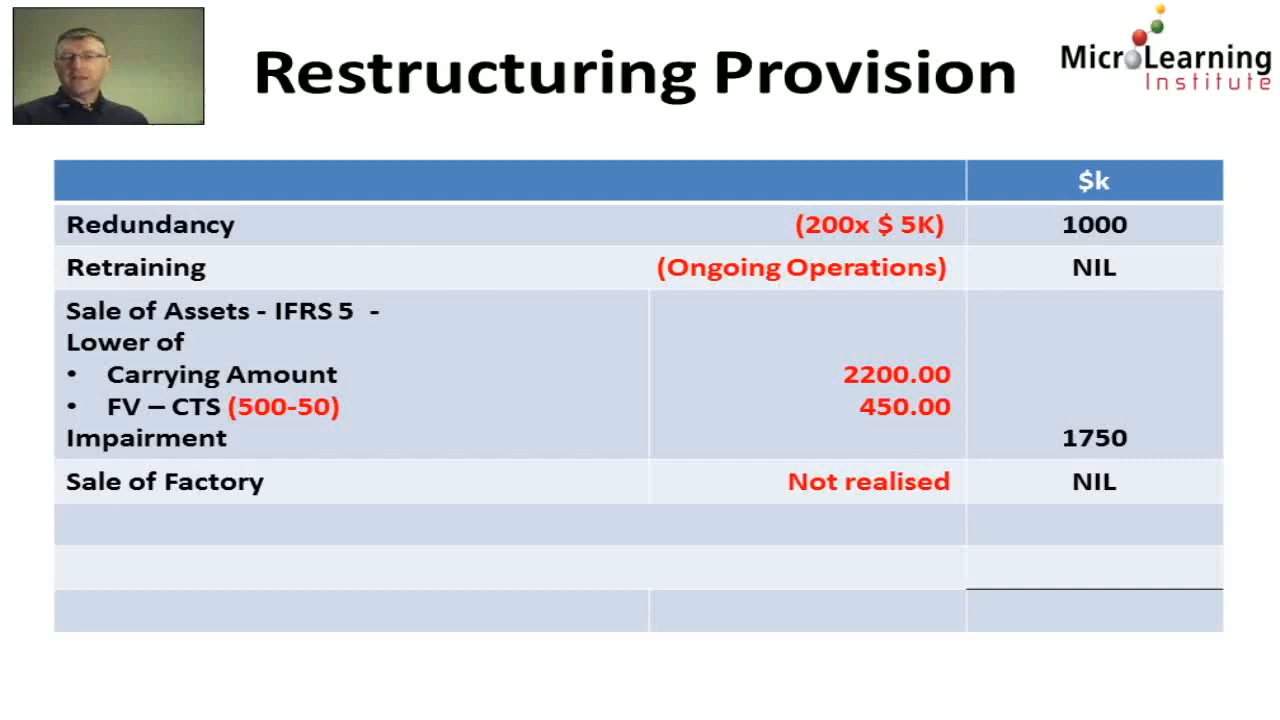 Restructuring Provision
MicroLearning
Institute
$k
Redundancy (200x $ 5K) 1000
Retraining (Ongoing Operations) NIL
Sale of Assets - IFRS 5 -
Lower of
• Carrying Amount 2200.00
• FV – CTS (500-50) 450.00
Impairment 1750
Sale of Factory Not realised NIL